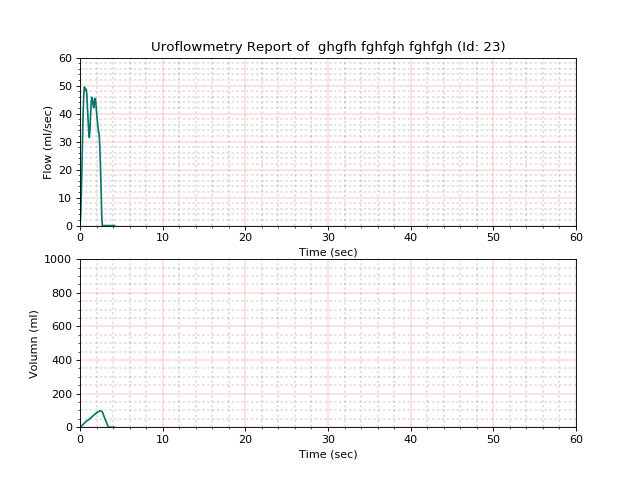 Uroflowmetry Report of  ghgfh fghfgh fghfgh (Id: 23)
60
50
40
30
20
10
0
Flow (ml/sec)
0 10 20 30 40 50 60
Time (sec)
1000
800
600
400
200
0
Volumn (ml)
0 10 20 30 40 50 60
Time (sec)